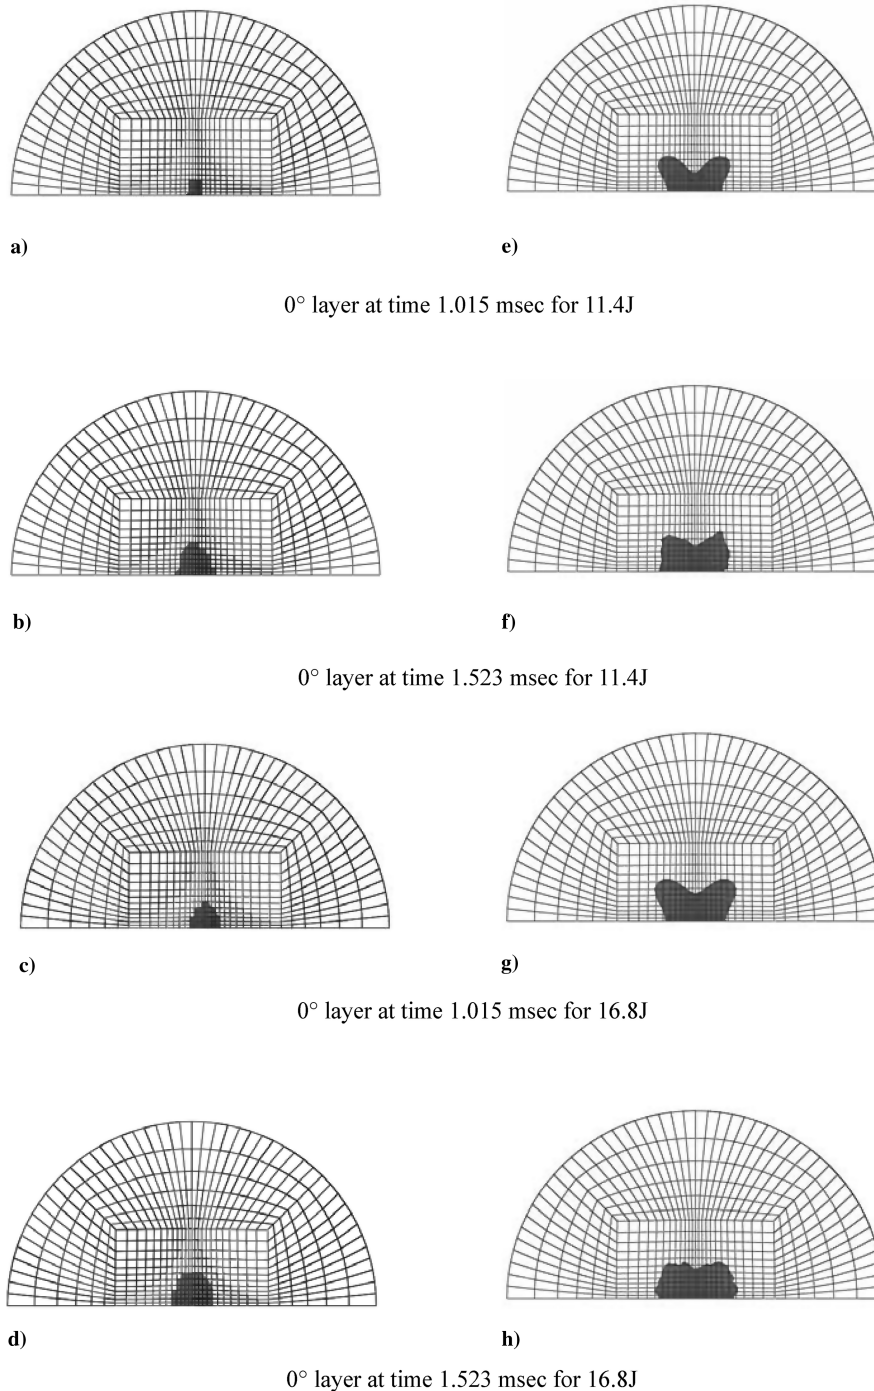 a)
e)
0° layer at time 1.015 msec for 11.4J
b)
f)
0° layer at time 1.523 msec for 11.4J
c)
g)
0° layer at time 1.015 msec for 16.8J
d)
h)
0° layer at time 1.523 msec for 16.8J